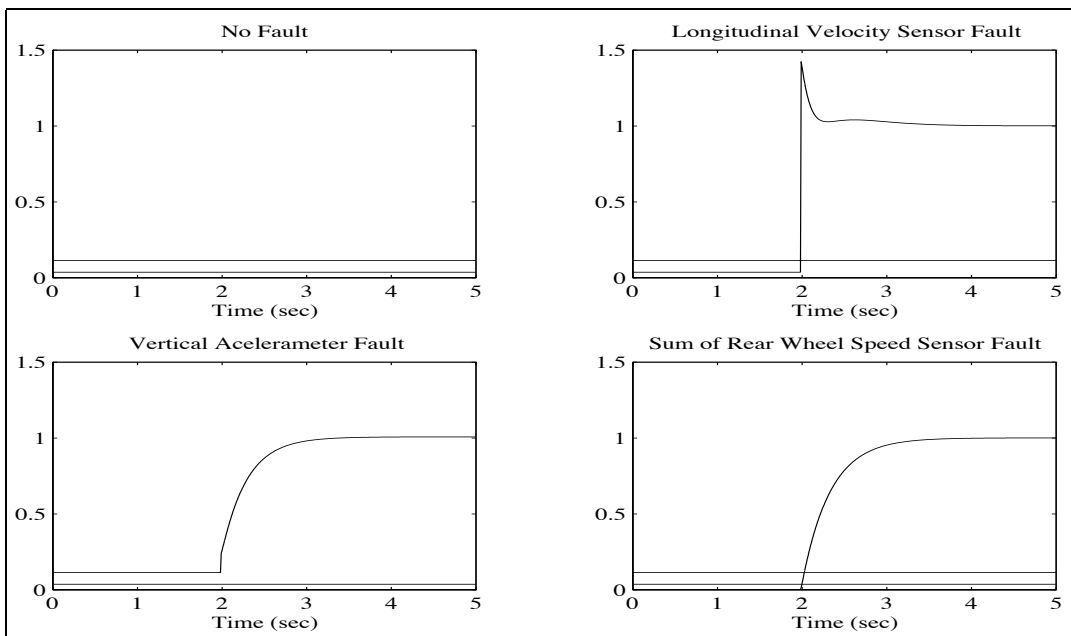 No Fault
1.5
1
0.5
0
0 1 2 3 4 5
Time (sec)
Longitudinal Velocity Sensor Fault
1.5
1
0.5
0
0 1 2 3 4 5
Time (sec)
Vertical Acelerameter Fault
1.5
1
0.5
0
0 1 2 3 4 5
Time (sec)
Sum of Rear Wheel Speed Sensor Fault
1.5
1
0.5
0
0 1 2 3 4 5
Time (sec)